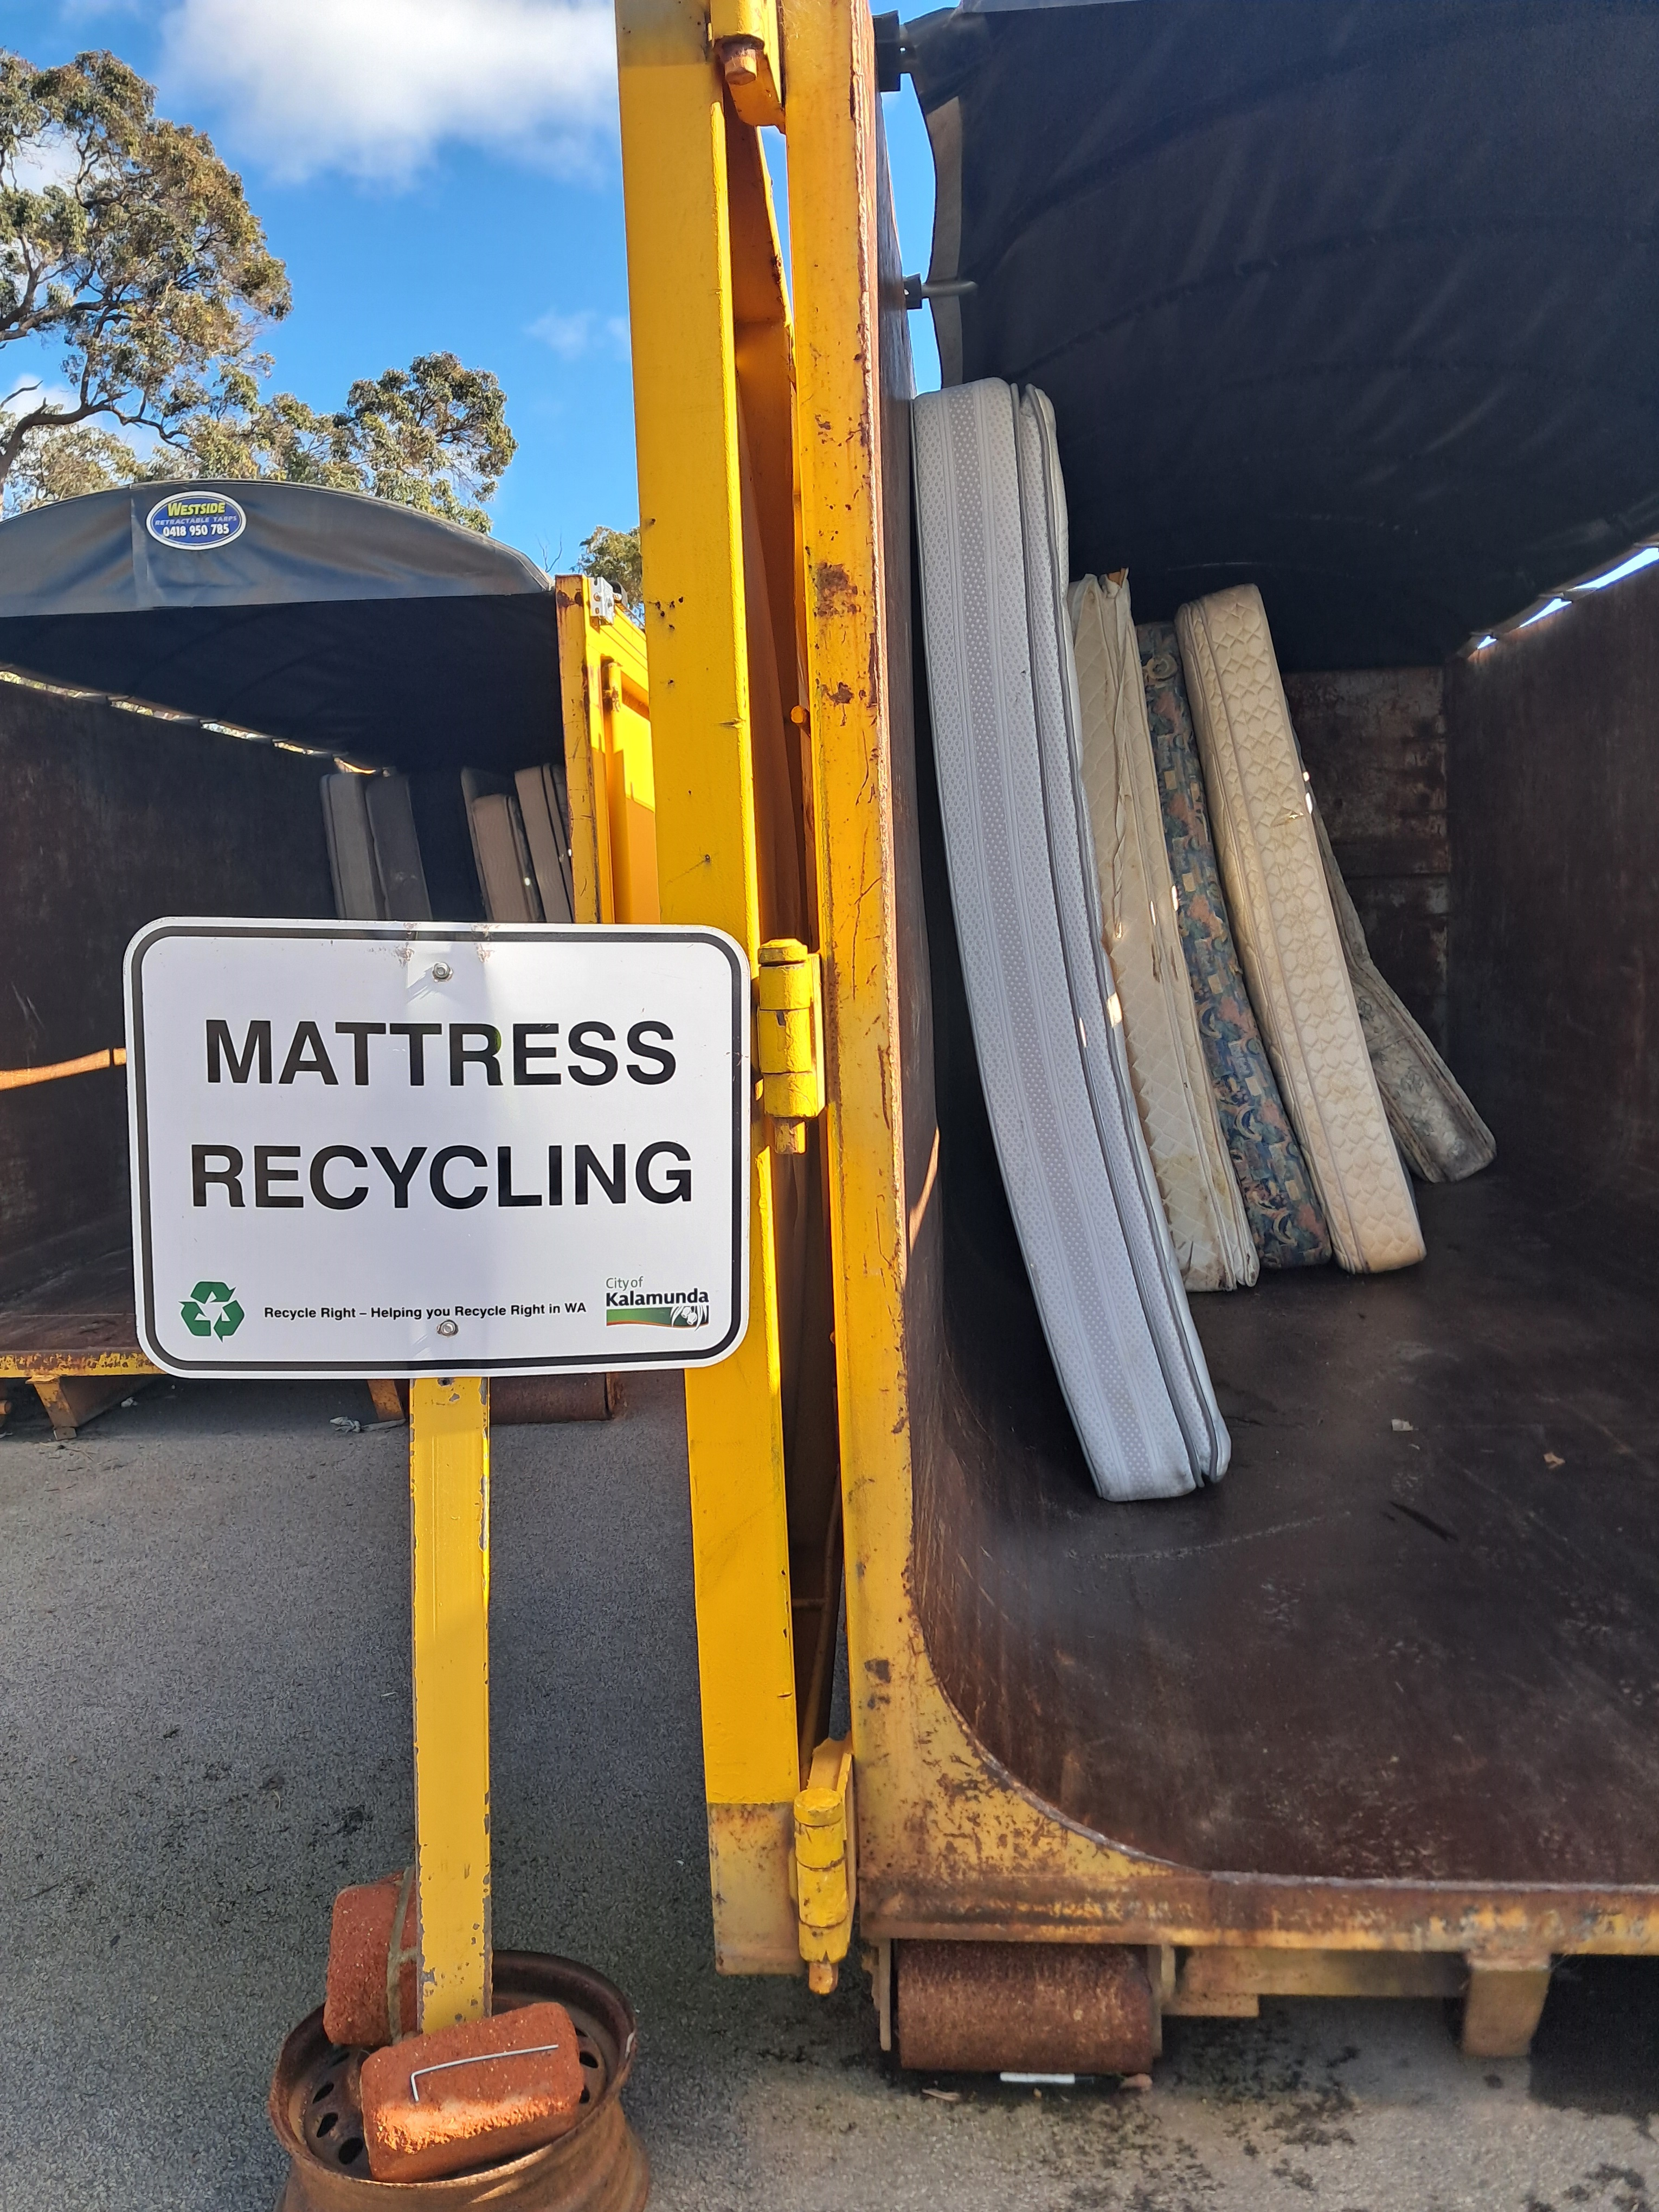 WESTSIDE
RETRACTABLE TARPS
0418 950 785
MATTRESS
RECYCLING
Recycle Right – Helping you Recycle Right in WA
City of
Kalamunda